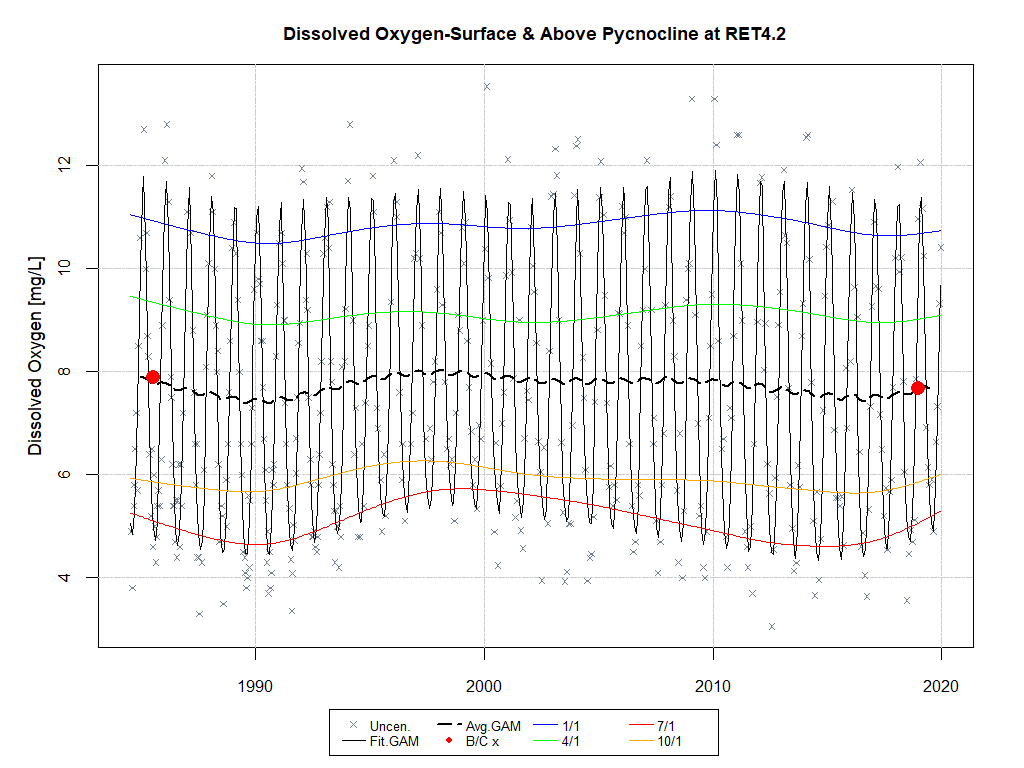 Dissolved Oxygen-Surface & Above Pycnocline at RET4.2
Dissolved Oxygen [mg/L]
12
10
8
6
4
1990 2000 2010 2020
Uncen. Avg.GAM 1/1 7/1
Fit.GAM B/C x 4/1 10/1